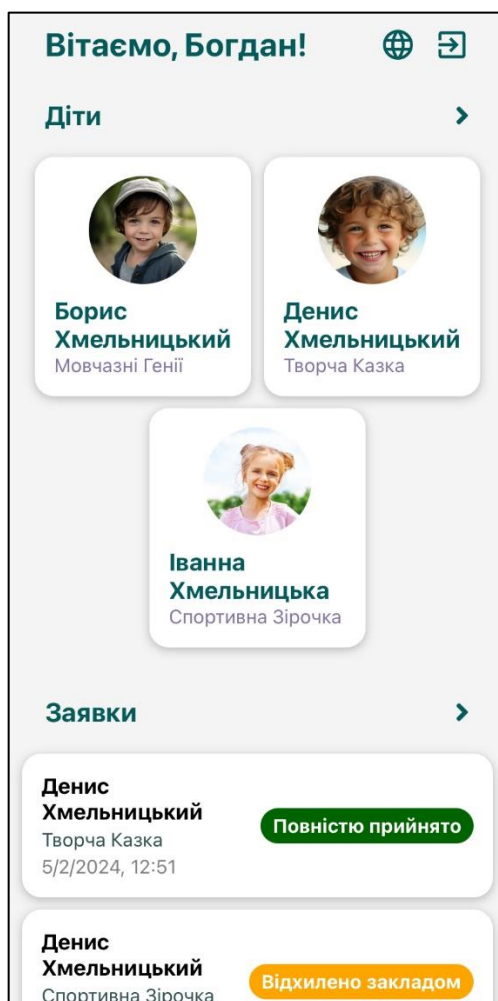 Вітаємо, Богдан!
Діти
Борис
Хмельницький
Мовчазні Генії
Денис
Хмельницький
Творча Казка
Іванна
Хмельницька
Спортивна Зірочка
Заявки
Денис
Хмельницький
Творча Казка
5/2/2024, 12:51
Повністю прийнято
Денис
Хмельницький
Спортивна Зірочка
Відхилено закладом